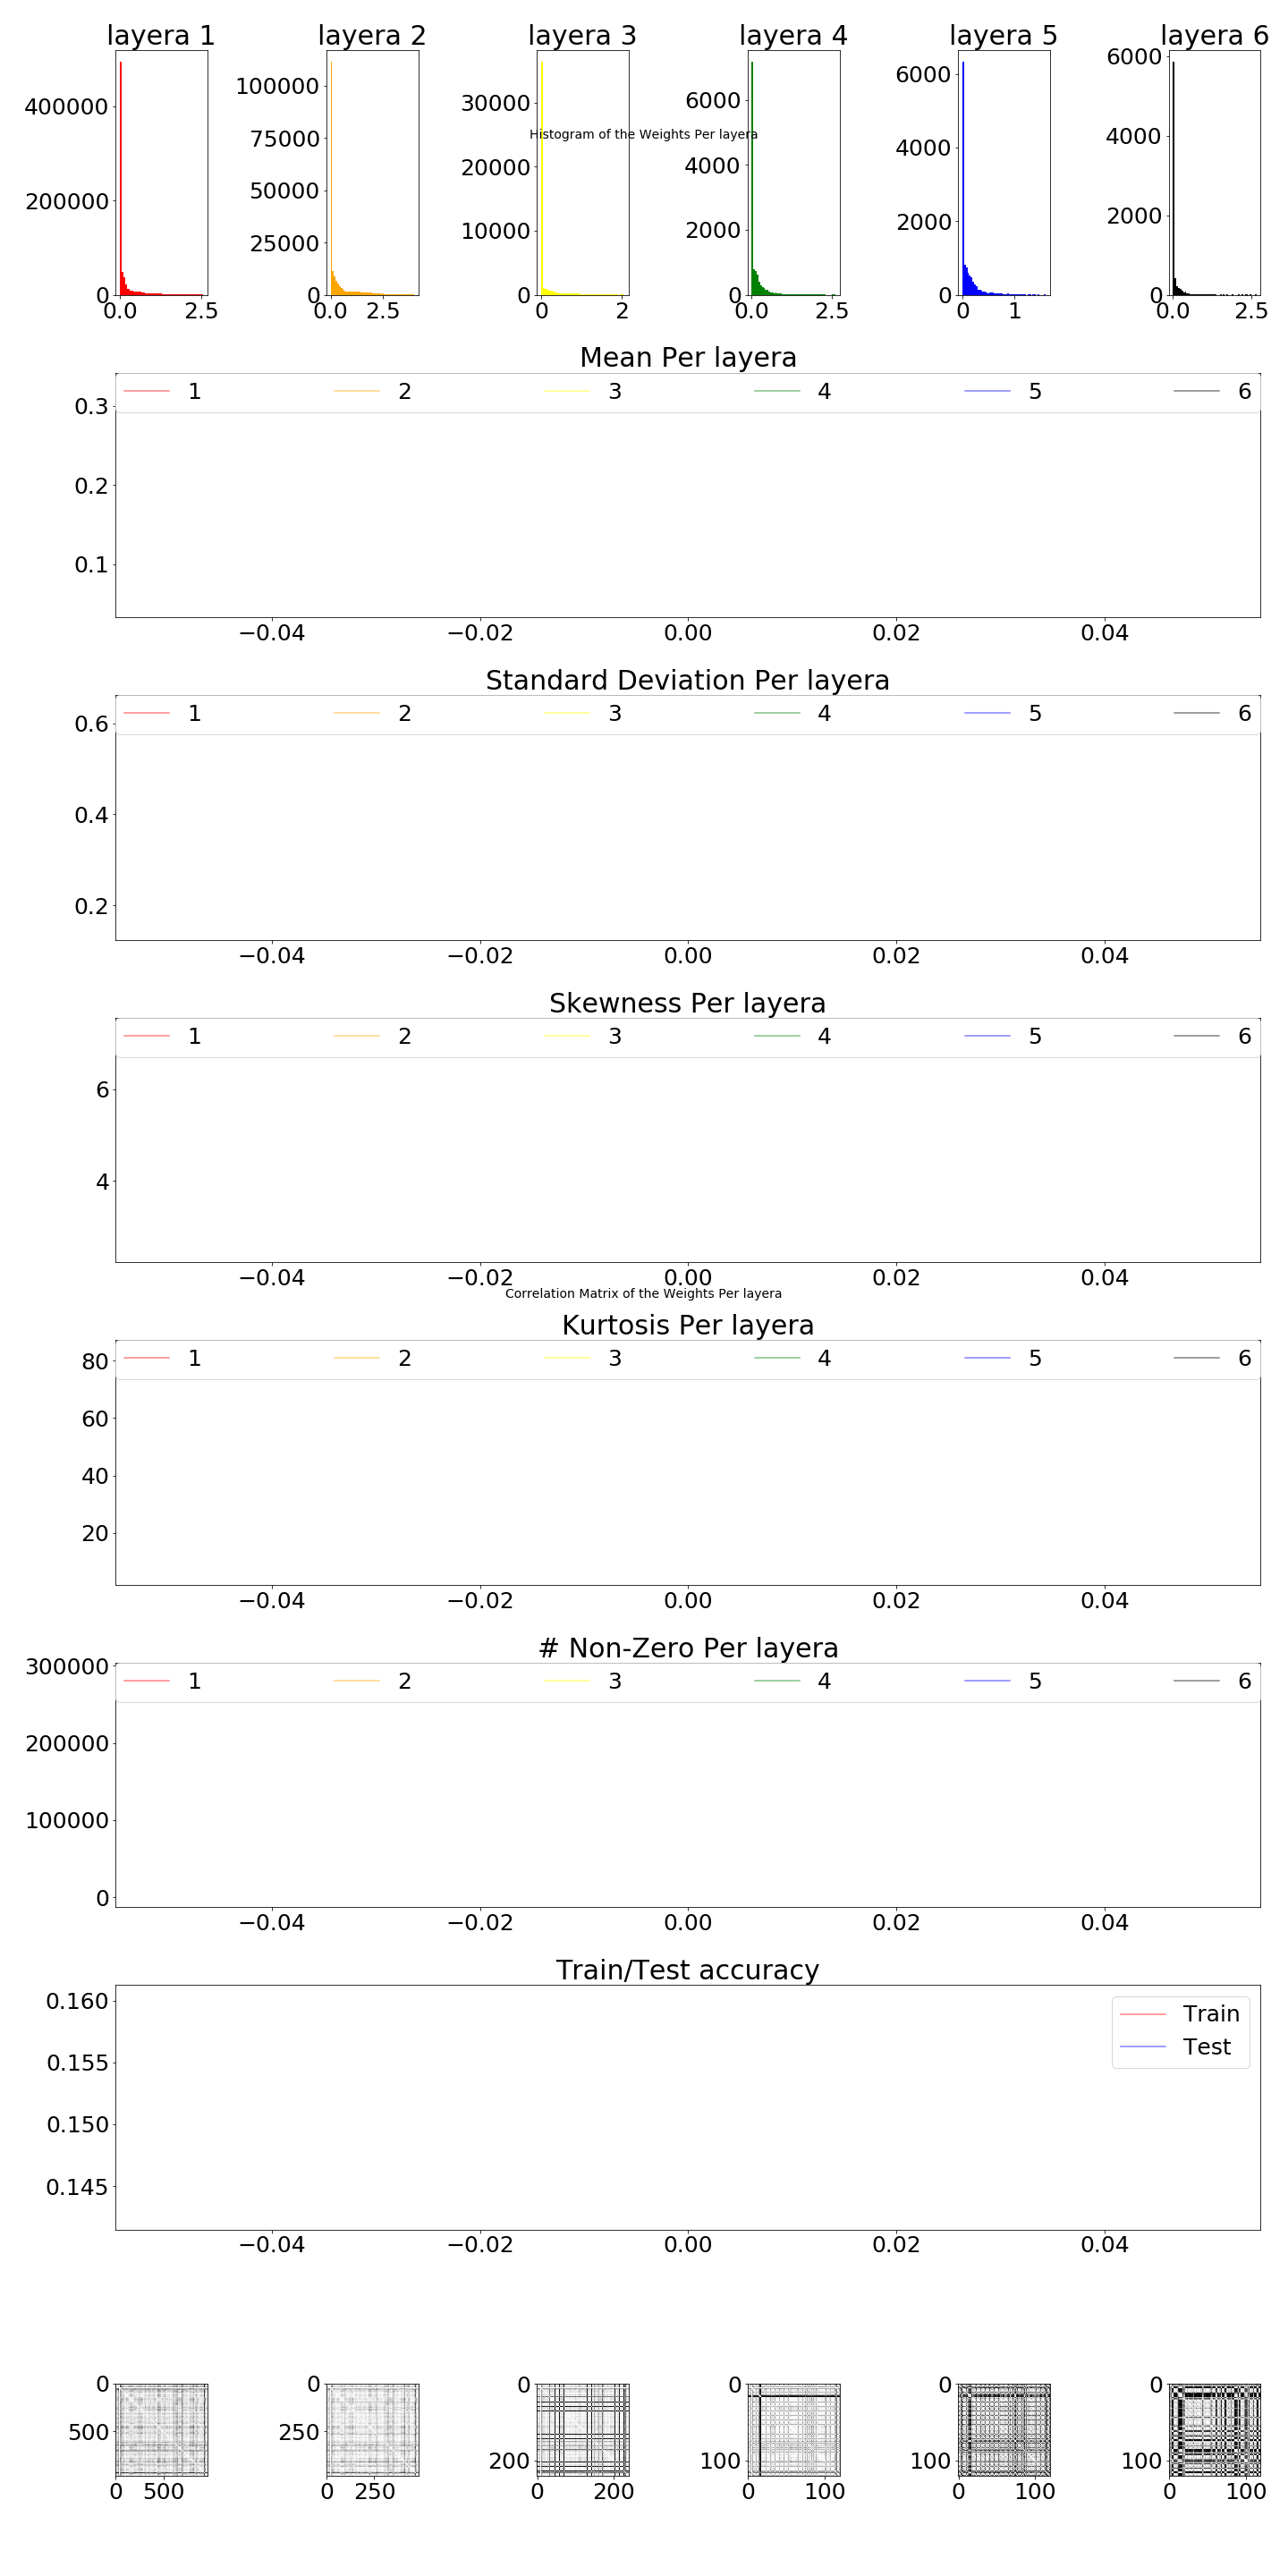 layera 1 layera 2 layera 3 layera 4 layera 5 layera 6
400000 200000 0 0.0 2.5
100000 75000 50000 25000 0 0.0 2.5
30000 20000 10000 0 0 2
6000 4000 2000 0 0.0 2.5
6000 4000 2000 0 0 1
6000 4000 2000 0 0.0 2.5
Histogram of the Weights Per layera
Mean Per layera
1 2 3 4 5 6
0.3
0.2
0.1
−0.04 −0.02 0.00 0.02 0.04
Standard Deviation Per layera
1 2 3 4 5 6
0.6
0.4
0.2
−0.04 −0.02 0.00 0.02 0.04
Skewness Per layera
1 2 3 4 5 6
6
4
−0.04 −0.02 0.00 0.02 0.04
Correlation Matrix of the Weights Per layera
Kurtosis Per layera
1 2 3 4 5 6
80
60
40
20
−0.04 −0.02 0.00 0.02 0.04
# Non-Zero Per layera
300000
1 2 3 4 5 6
200000
100000
0
−0.04 −0.02 0.00 0.02 0.04
Train/Test accuracy
0.160
Train
Test
0.155
0.150
0.145
−0.04 −0.02 0.00 0.02 0.04
0 500 0 500
0 250 0 250
0 200 0 200
0 100 0 100
0 100 0 100
0 100 0 100